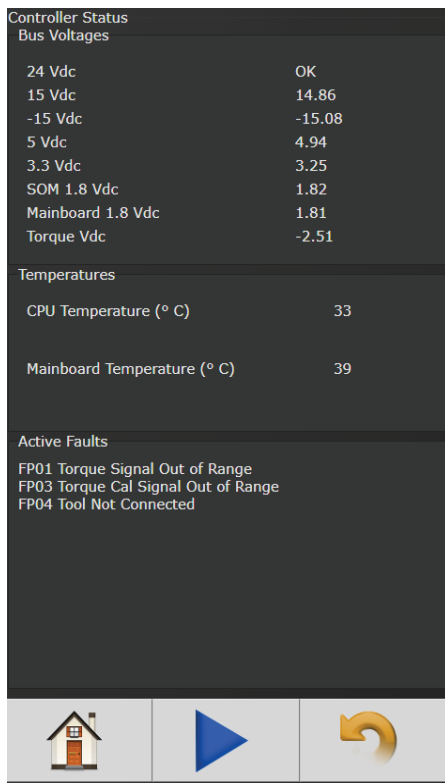 Controller Status
Bus Voltages
24 Vdc OK
15 Vdc 14.86
-15 Vdc -15.08
5 Vdc 4.94
3.3 Vdc 3.25
SOM 1.8 Vdc 1.82
Mainboard 1.8 Vdc 1.81
Torque Vdc -2.51
Temperatures
CPU Temperature (° C) 33
Mainboard Temperature (° C) 39
Active Faults
FP01 Torque Signal Out of Range
FP03 Torque Cal Signal Out of Range
FP04 Tool Not Connected